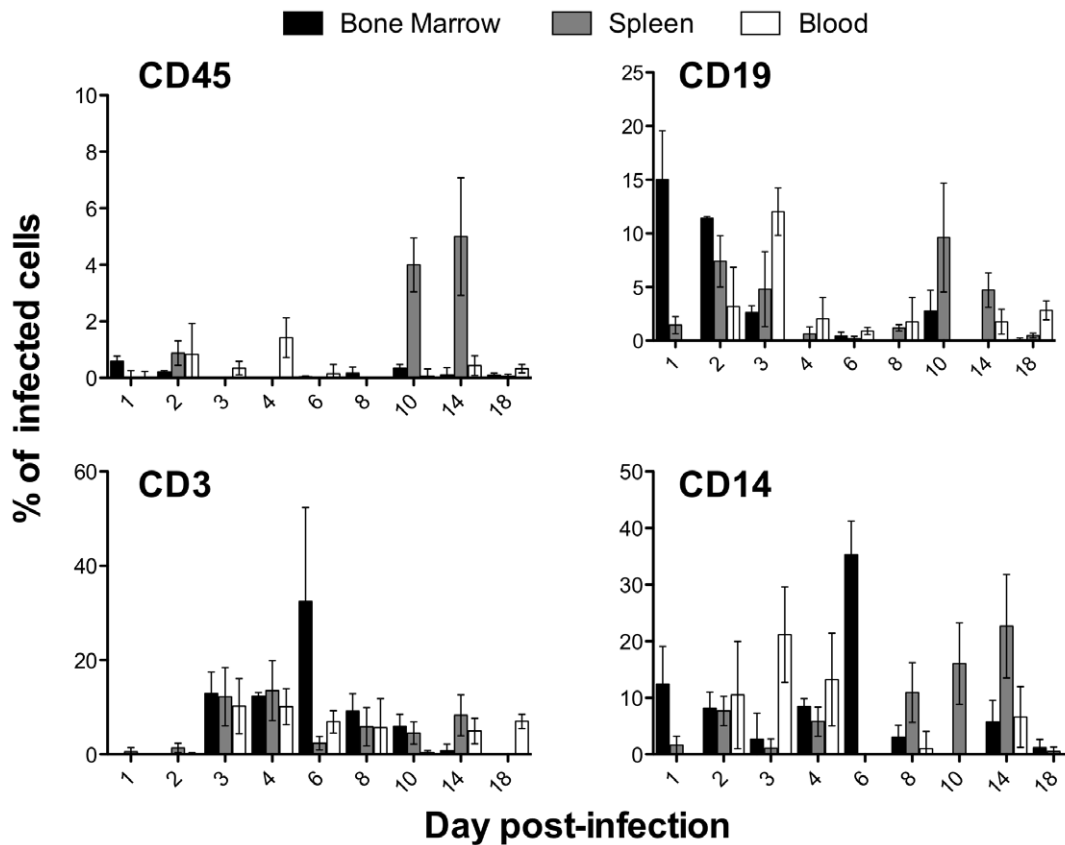 Bone Marrow Spleen Blood
CD45
10
8
6
4
2
0
1 2 3 4 6 8 10 14 18
CD19
25
20
15
10
5
0
1 2 3 4 6 8 10 14 18
% of infected cells
CD3
60
40
20
0
1 2 3 4 6 8 10 14 18
CD14
50
40
30
20
10
0
1 2 3 4 6 8 10 14 18
Day post-infection